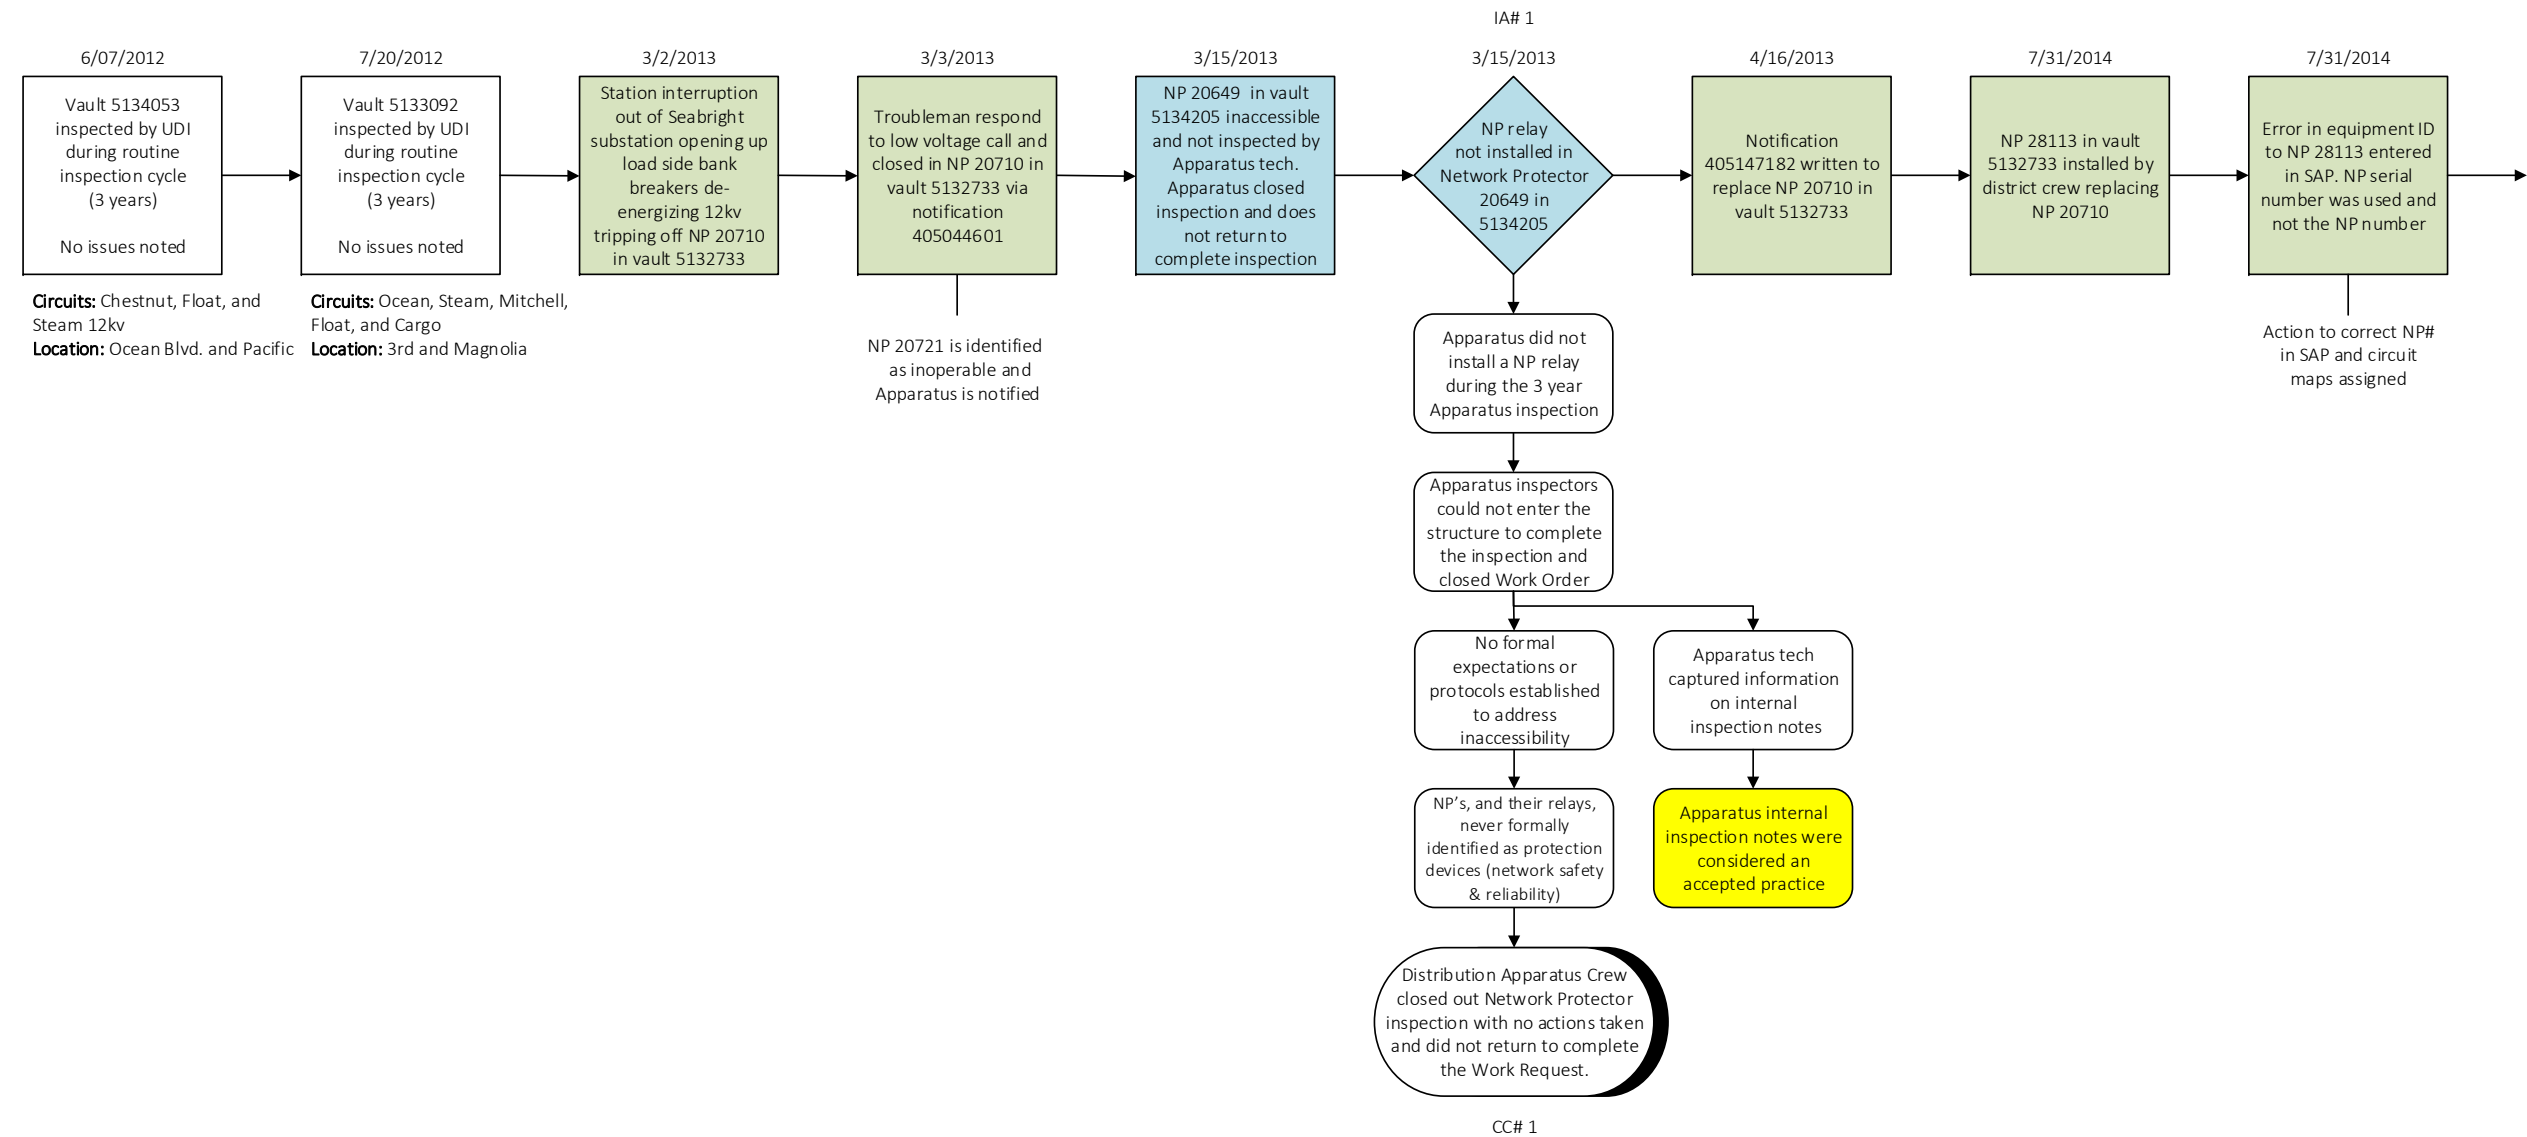 IA# 1
6/07/2012
7/20/2012
3/2/2013
3/3/2013
3/15/2013
3/15/2013
4/16/2013
7/31/2014
7/31/2014
Vault 5134053
inspected by UDI
during routine
inspection cycle
(3 years)
No issues noted
Vault 5133092
inspected by UDI
during routine
inspection cycle
(3 years)
No issues noted
Station interruption
out of Seabright
substation opening up
load side bank
breakers de-
energizing 12kv
tripping off NP 20710
in vault 5132733
Troubleman respond
to low voltage call and
closed in NP 20710 in
vault 5132733 via
notification
405044601
NP 20649 in vault
5134205 inaccessible
and not inspected by
Apparatus tech.
Apparatus closed
inspection and does
not return to
complete inspection
NP relay
not installed in
Network Protector
20649 in
5134205
Notification
405147182 written to
replace NP 20710 in
vault 5132733
NP 28113 in vault
5132733 installed by
district crew replacing
NP 20710
Error in equipment ID
to NP 28113 entered
in SAP. NP serial
number was used and
not the NP number
Circuits: Chestnut, Float, and
Steam 12kv
Location: Ocean Blvd. and Pacific
Circuits: Ocean, Steam, Mitchell,
Float, and Cargo
Location: 3rd and Magnolia
NP 20721 is identified
as inoperable and
Apparatus is notified
Action to correct NP#
in SAP and circuit
maps assigned
Apparatus did not
install a NP relay
during the 3 year
Apparatus inspection
Apparatus inspectors
could not enter the
structure to complete
the inspection and
closed Work Order
No formal
expectations or
protocols established
to address
inaccessibility
Apparatus tech
captured information
on internal
inspection notes
NP's, and their relays,
never formally
identified as protection
devices (network safety
& reliability)
Apparatus internal
inspection notes were
considered an
accepted practice
Distribution Apparatus Crew
closed out Network Protector
inspection with no actions taken
and did not return to complete
the Work Request.
CC# 1